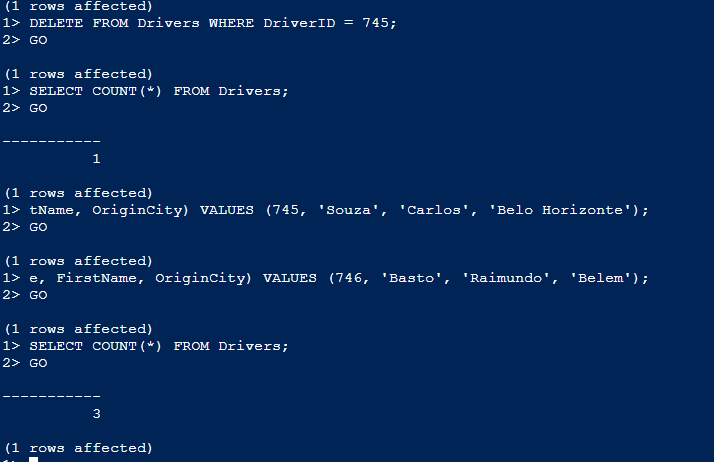 (1 rows affected)
1> DELETE FROM Drivers WHERE DriverID = 745;
2> GO
(1 rows affected)
1> SELECT COUNT(*) FROM Drivers;
2> GO
-----------
1
(1 rows affected)
1> tName, OriginCity) VALUES (745, 'Souza', 'Carlos', 'Belo Horizonte');
2> GO
(1 rows affected)
1> e, FirstName, OriginCity) VALUES (746, 'Basto', 'Raimundo', 'Belem');
2> GO
(1 rows affected)
1> SELECT COUNT(*) FROM Drivers;
2> GO
-----------
3
(1 rows affected)
1>